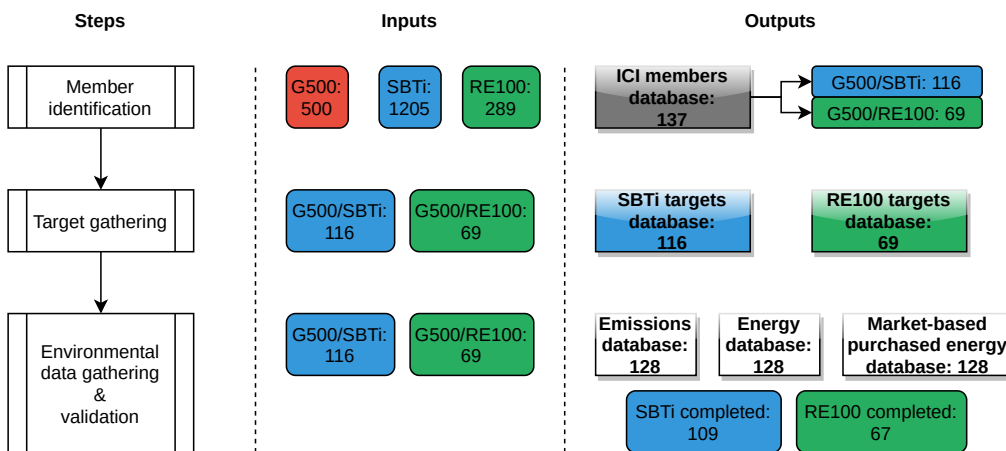 Steps
Inputs
Outputs
Member
identification
G500:
500
SBTi:
1205
RE100:
289
ICI members
database:
137
G500/SBTi: 116
G500/RE100: 69
Target gathering
G500/SBTi:
116
G500/RE100:
69
SBTi targets
database:
116
RE100 targets
database:
69
Environmental
data gathering
&
validation
G500/SBTi:
116
G500/RE100:
69
Emissions
database:
128
Energy
database:
128
Market-based
purchased energy
database: 128
SBTi completed:
109
RE100 completed:
67